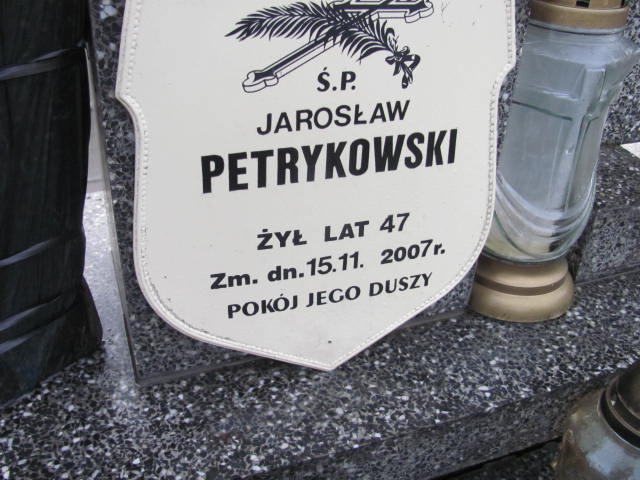 Ś.P.
JAROSŁAW
PETRYKOWSKI
ŻYŁ LAT 47
Zm. dn.15.11. 2007r.
POKÓJ JEGO DUSZY